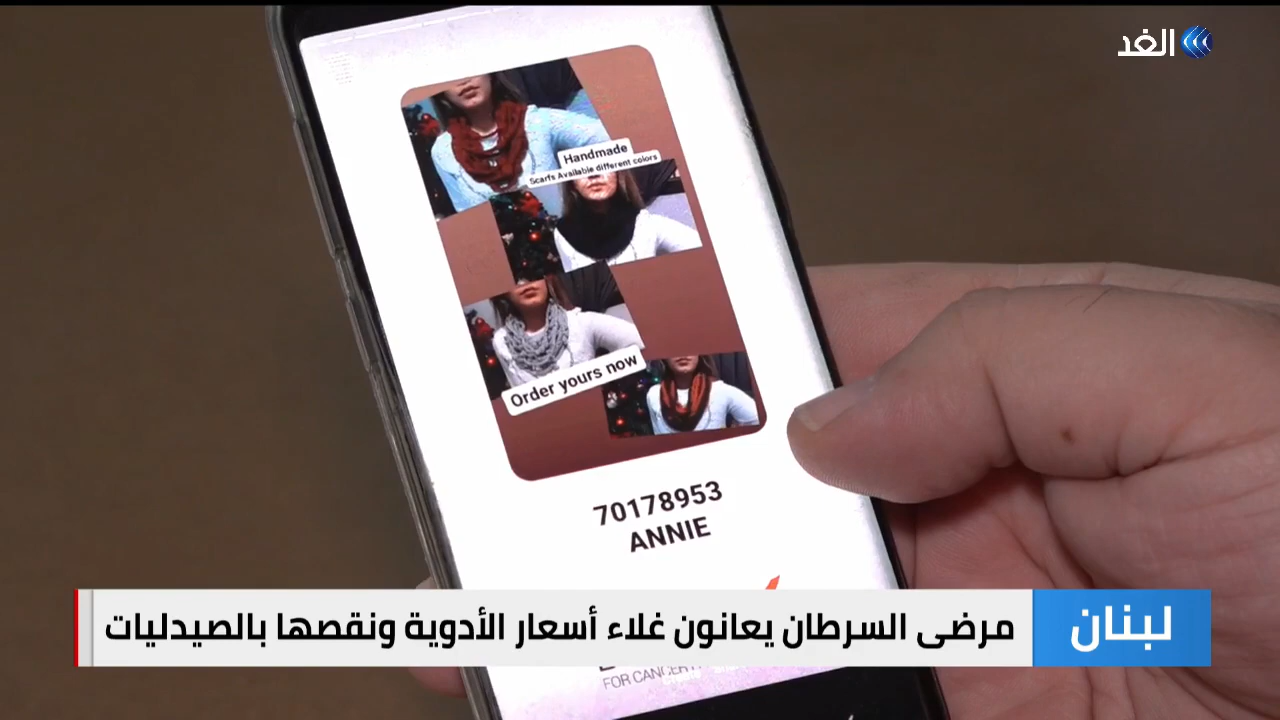 الغد
Handmade
Scarfs Available different colors
Order yours now
70178953
ANNIE
لبنان
مرضى السرطان يعانون غلاء أسعار الأدوية ونقصها بالصيدليات
FOR CANCER